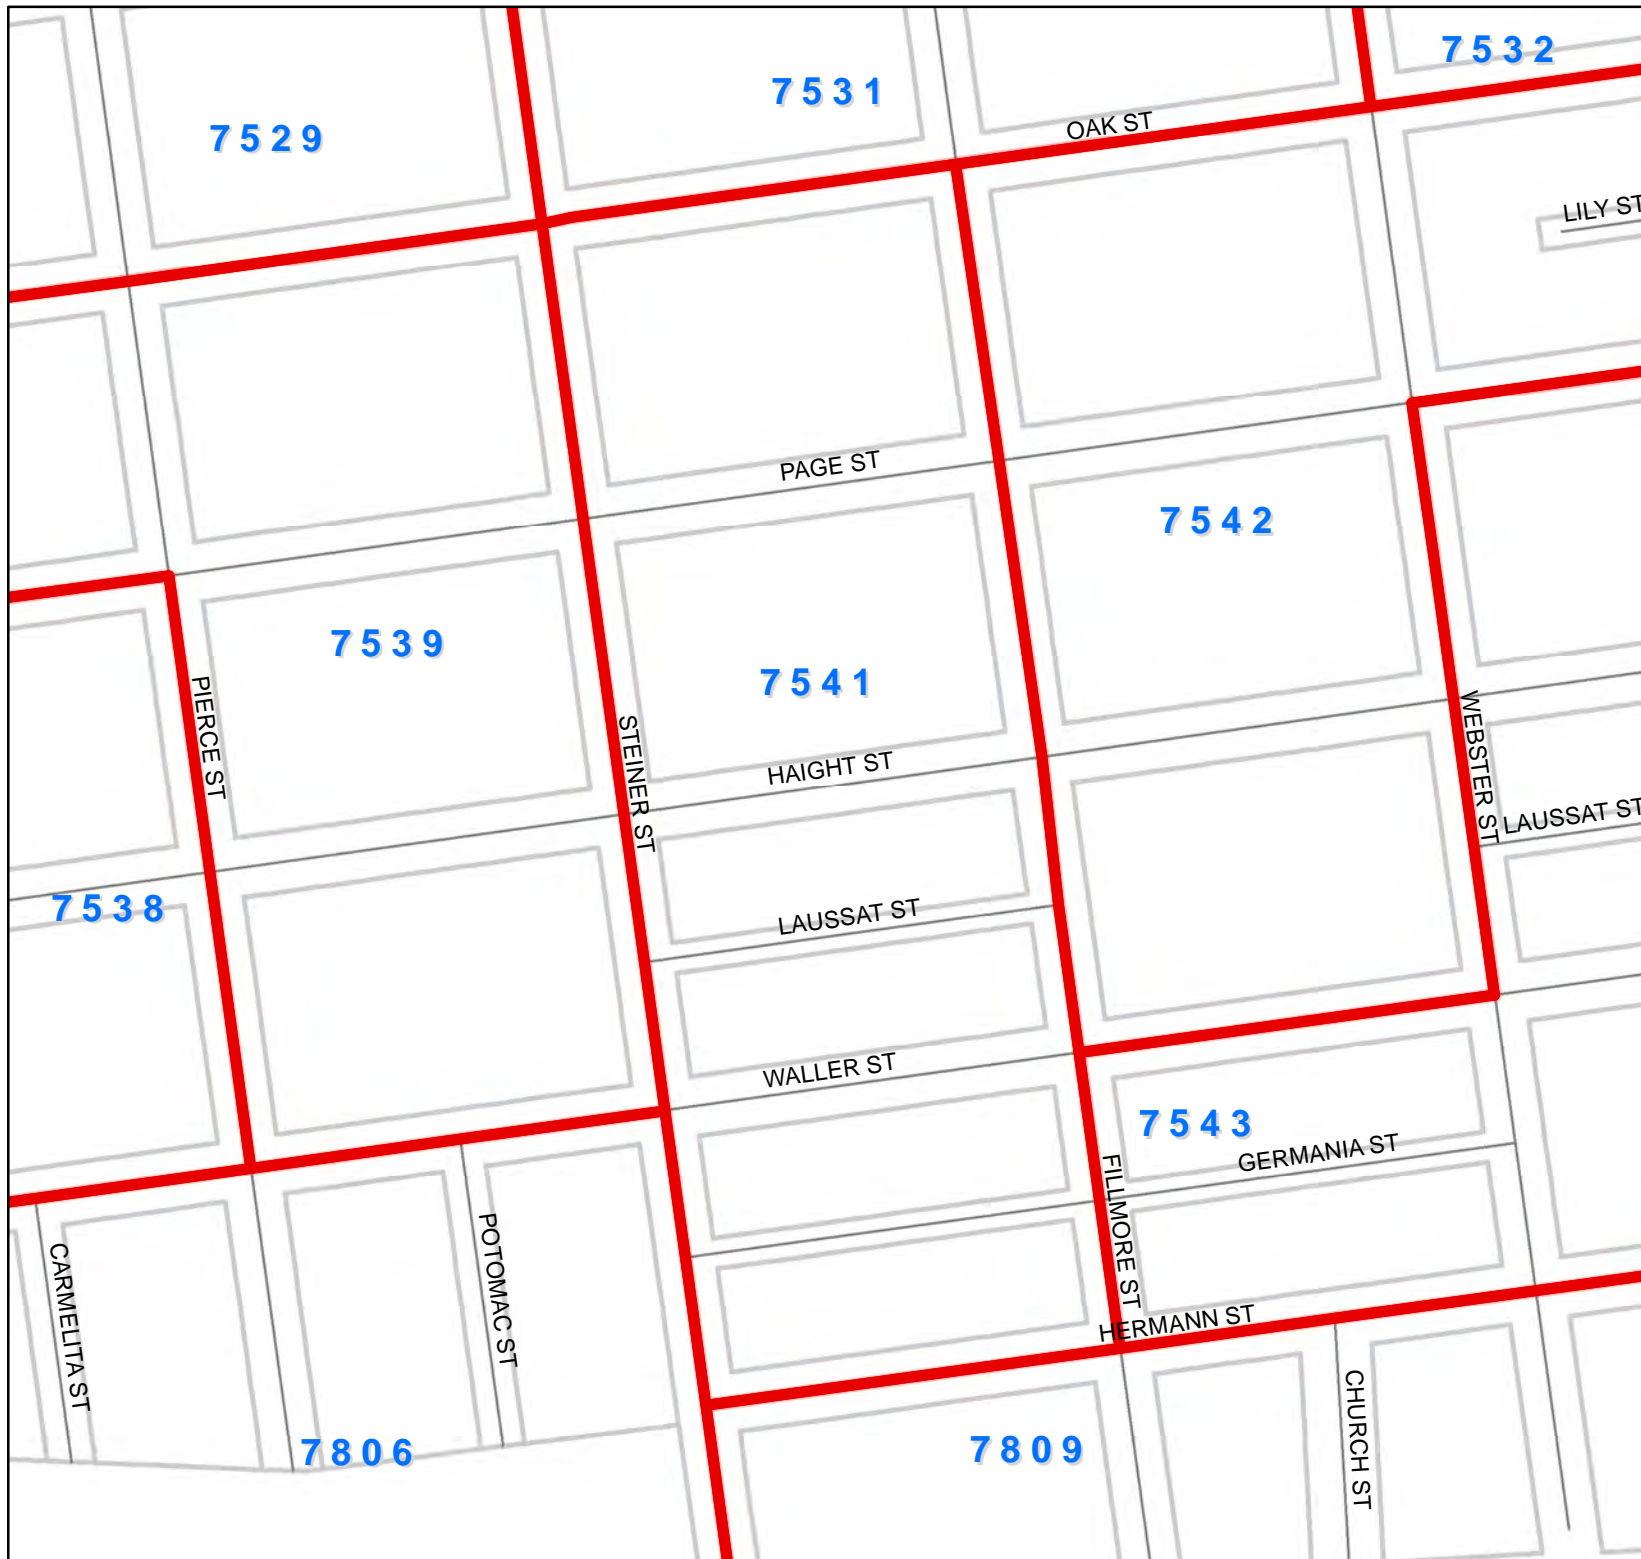 7532
7531
OAK ST
7529
LILY ST
PAGE ST
7542
7539
7541
PIERCE ST
STEINER ST
HAIGHT ST
WEBSTER ST
LAUSSAT ST
7538
LAUSSAT ST
WALLER ST
7543
GERMANIA ST
FILLMORE ST
POTOMAC ST
CARMELITA ST
HERMANN ST
CHURCH ST
7806
7809